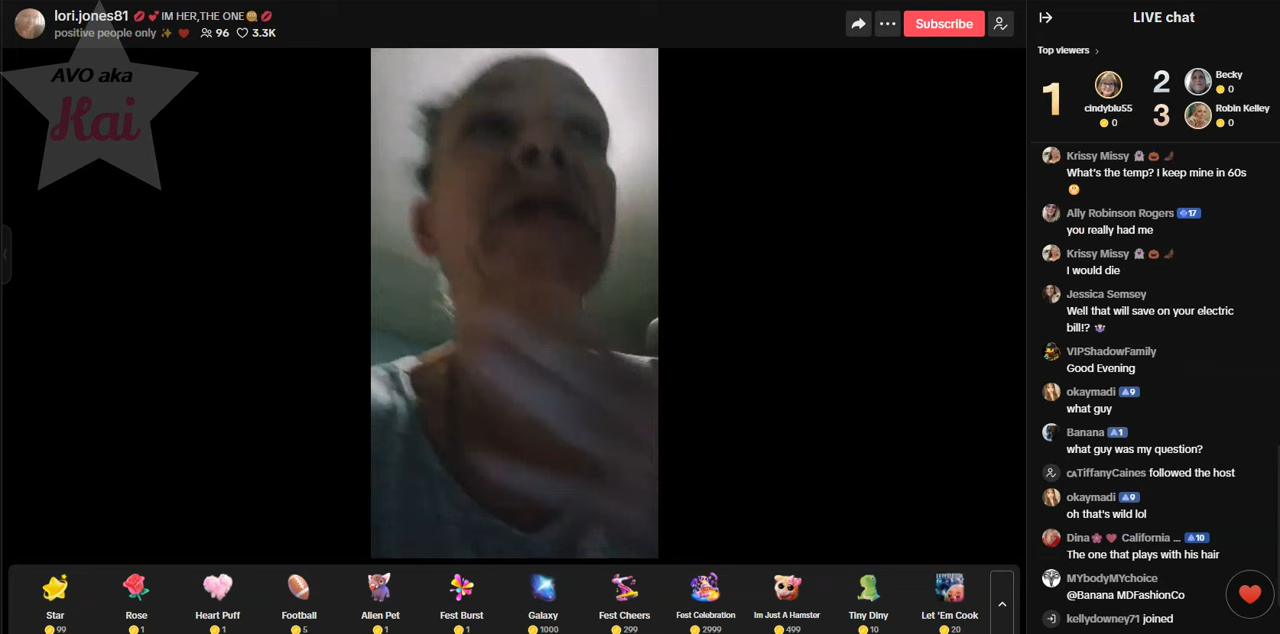 lori.jones81 💋💕IM HER,THE ONE🤷🏼‍♀️💋
positive people only ✨ ♥️ 96 3.3K
Subscribe
AVO aka
Kai
LIVE chat
Top viewers >
1
cindyblu55
0
2
Becky
0
3
Robin Kelley
0
Krissy Missy 👻 🎃
What's the temp? I keep mine in 60s
Ally Robinson Rogers 17
you really had me
Krissy Missy 👻 🎃
I would die
Jessica Semsey
Well that will save on your electric
bill!?
VIPShadowFamily
Good Evening
okaymadi 9
what guy
Banana 1
what guy was my question?
TiffanyCaines followed the host
okaymadi 9
oh that's wild lol
Dina🌸 ♥️ California ... 10
The one that plays with his hair
MYbodyMYchoice
@Banana MDFashionCo
kellydowney71 joined
Star
99
Rose
1
Heart Puff
1
Football
5
Alien Pet
1
Fest Burst
1
Galaxy
1000
Fest Cheers
299
Fest Celebration
2999
Im Just A Hamster
499
Tiny Diny
10
Let 'Em Cook
20